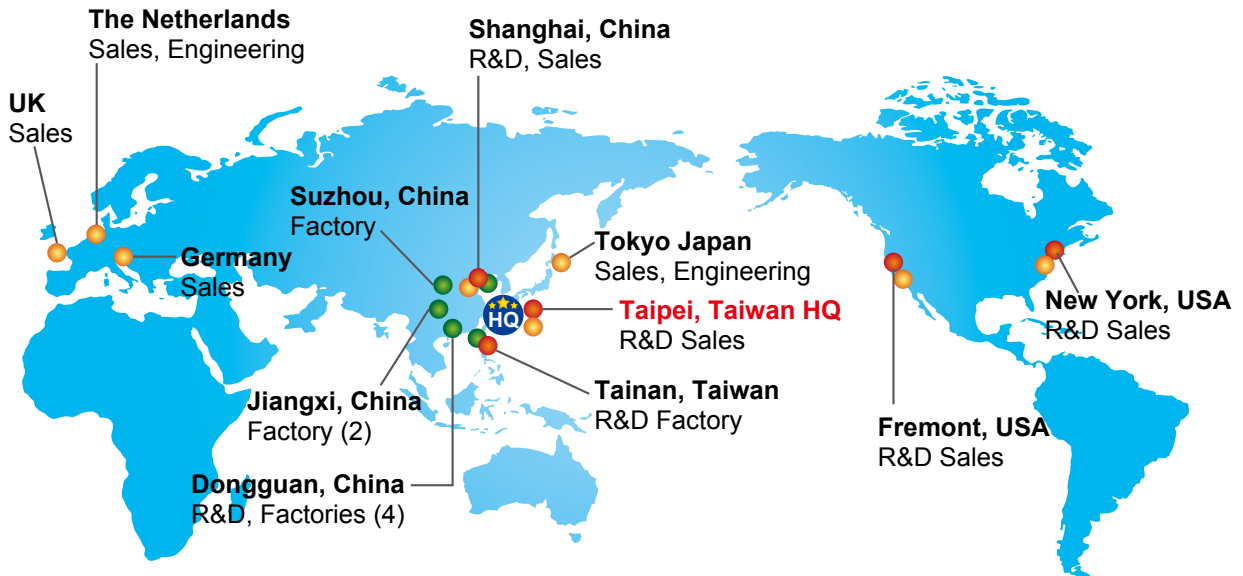 The Netherlands
Sales, Engineering
Shanghai, China
R&D, Sales
UK
Sales
Suzhou, China
Factory
Germany
Sales
Tokyo Japan
Sales, Engineering
HQ
Taipei, Taiwan HQ
R&D Sales
New York, USA
R&D Sales
Jiangxi, China
Factory (2)
Tainan, Taiwan
R&D Factory
Fremont, USA
R&D Sales
Dongguan, China
R&D, Factories (4)